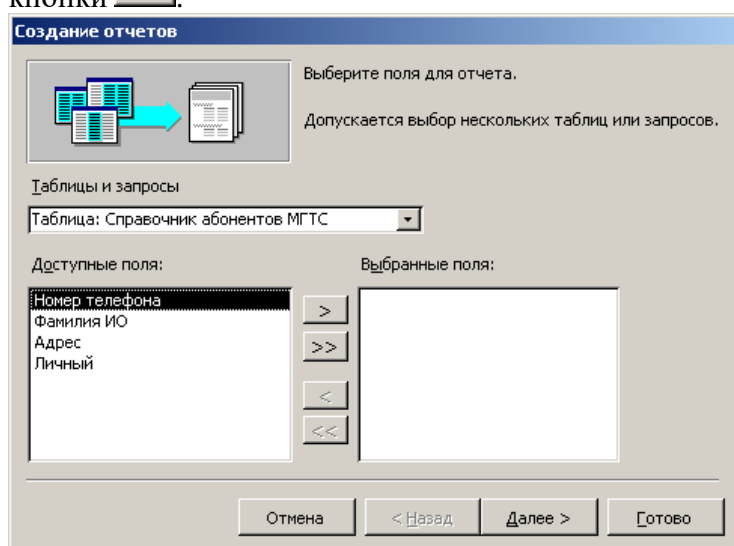 кнопки
Создание отчетов
Выберите поля для отчета.
Допускается выбор нескольких таблиц или запросов.
Таблицы и запросы
Таблица: Справочник абонентов МГТС
Доступные поля:
Выбранные поля:
Номер телефона
Фамилия ИО
Адрес
Личный
>
>>
<
<<
Отмена
< Назад
Далее >
Готово